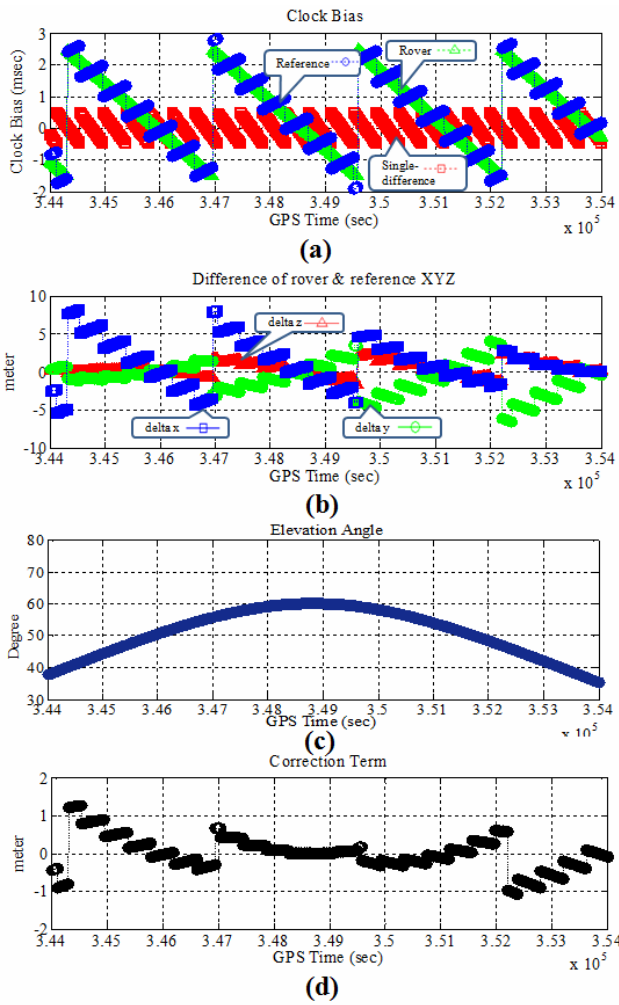 Clock Bias
3
2
1
0
-1
-2
Clock Bias (msec)
Reference
Rover
Single-
difference
3.44 3.45 3.46 3.47 3.48 3.49 3.5 3.51 3.52 3.53 3.54
GPS Time (sec)
x 10⁵
(a)
Difference of rover & reference XYZ
10
5
0
-5
-10
meter
delta z
delta x
delta y
3.44 3.45 3.46 3.47 3.48 3.49 3.5 3.51 3.52 3.53 3.54
GPS Time (sec)
x 10⁵
(b)
Elevation Angle
80
70
60
50
40
30
Degree
3.44 3.45 3.46 3.47 3.48 3.49 3.5 3.51 3.52 3.53 3.54
GPS Time (sec)
x 10⁵
(c)
Correction Term
2
1
0
-1
-2
meter
3.44 3.45 3.46 3.47 3.48 3.49 3.5 3.51 3.52 3.53 3.54
GPS Time (sec)
x 10⁵
(d)